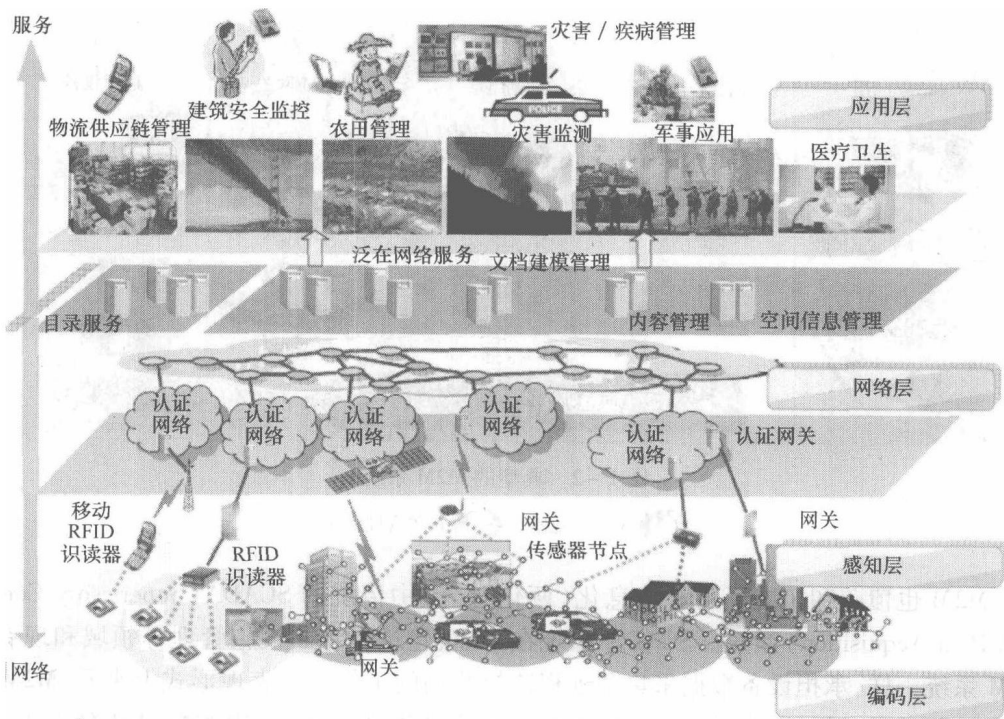 服务
灾害 / 疾病管理
建筑安全监控
应用层
物流供应链管理
农田管理
POLICE
灾害监测
军事应用
医疗卫生
泛在网络服务
文档建模管理
目录服务
内容管理
空间信息管理
网络层
认证
网络
认证
网络
认证
网络
认证
网络
认证
网络
认证网关
移动
RFID
识读器
RFID
识读器
网关
传感器节点
网关
感知层
网络
网关
编码层